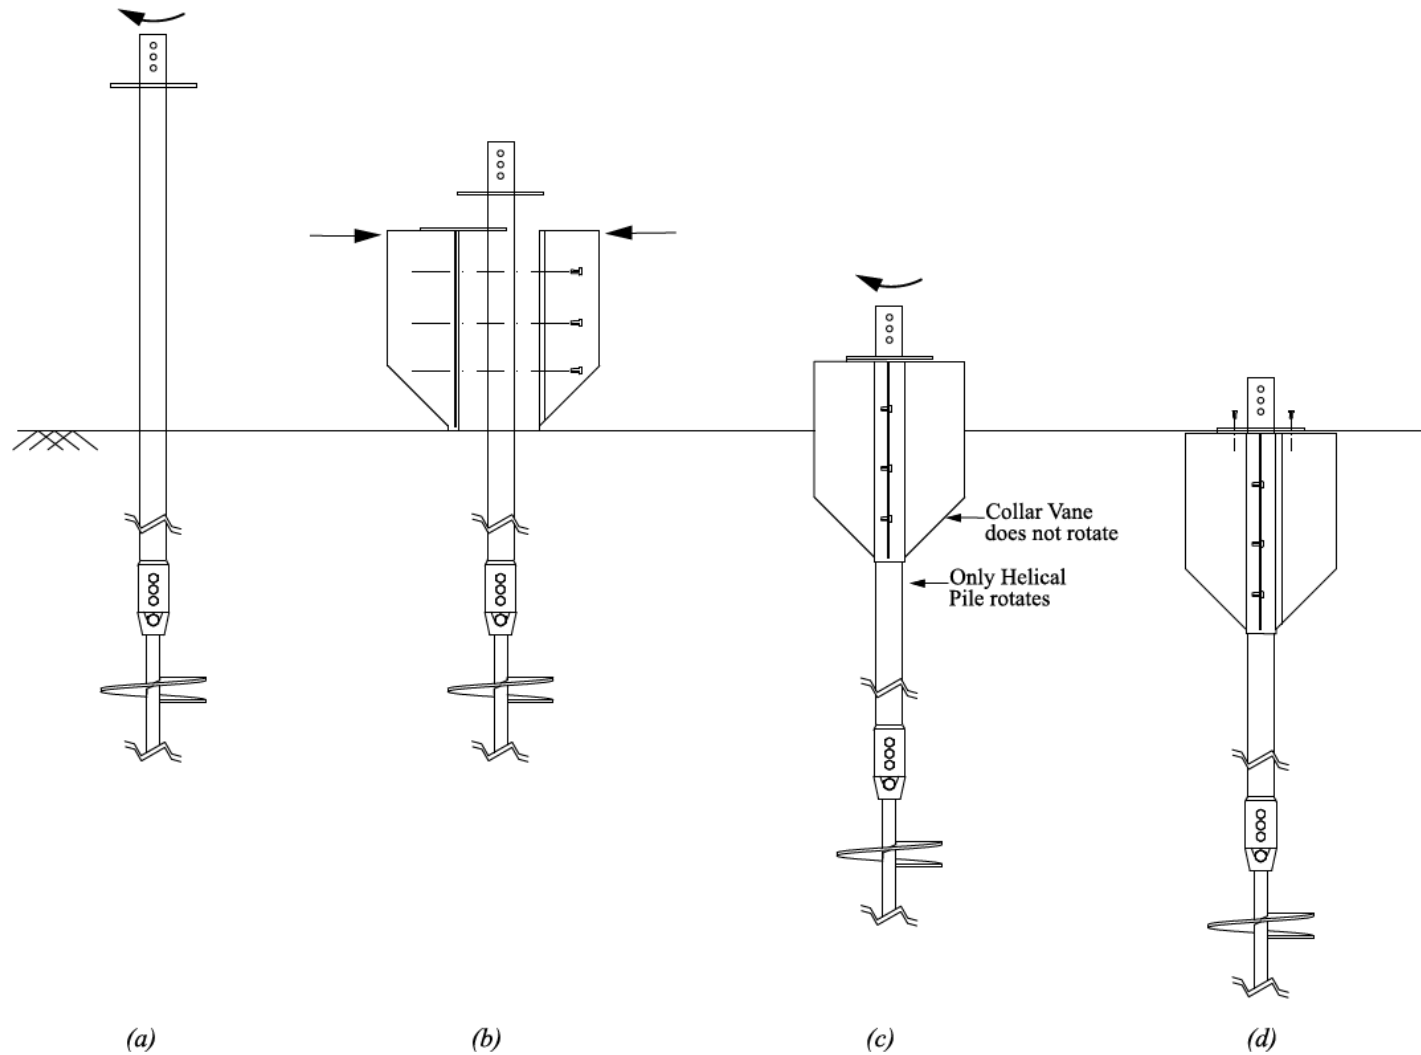 Collar Vane
does not rotate
Only Helical
Pile rotates
(a)
(b)
(c)
(d)